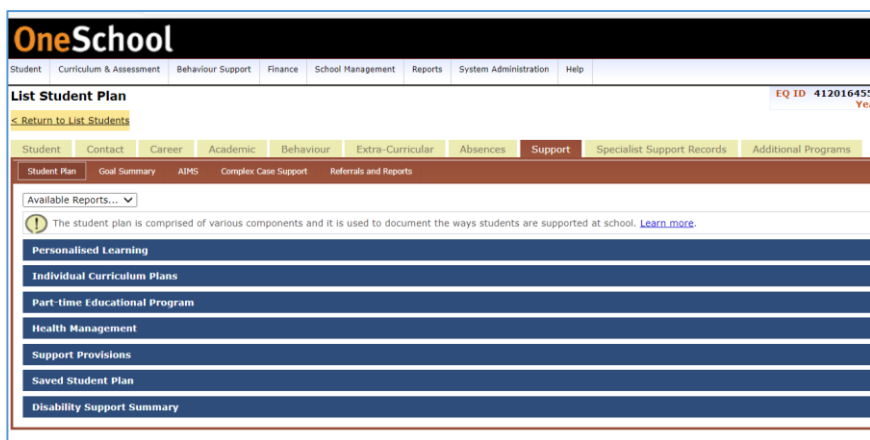 OneSchool
Student Curriculum & Assessment Behaviour Support Finance School Management Reports System Administration Help
List Student Plan
EQ ID 412016455
< Return to List Students
Student Contact Career Academic Behaviour Extra-Curricular Absences Support Specialist Support Records Additional Programs
Student Plan Goal Summary AIMS Complex Case Support Referrals and Reports
Available Reports...
The student plan is comprised of various components and it is used to document the ways students are supported at school. Learn more.
Personalised Learning
Individual Curriculum Plans
Part-time Educational Program
Health Management
Support Provisions
Saved Student Plan
Disability Support Summary